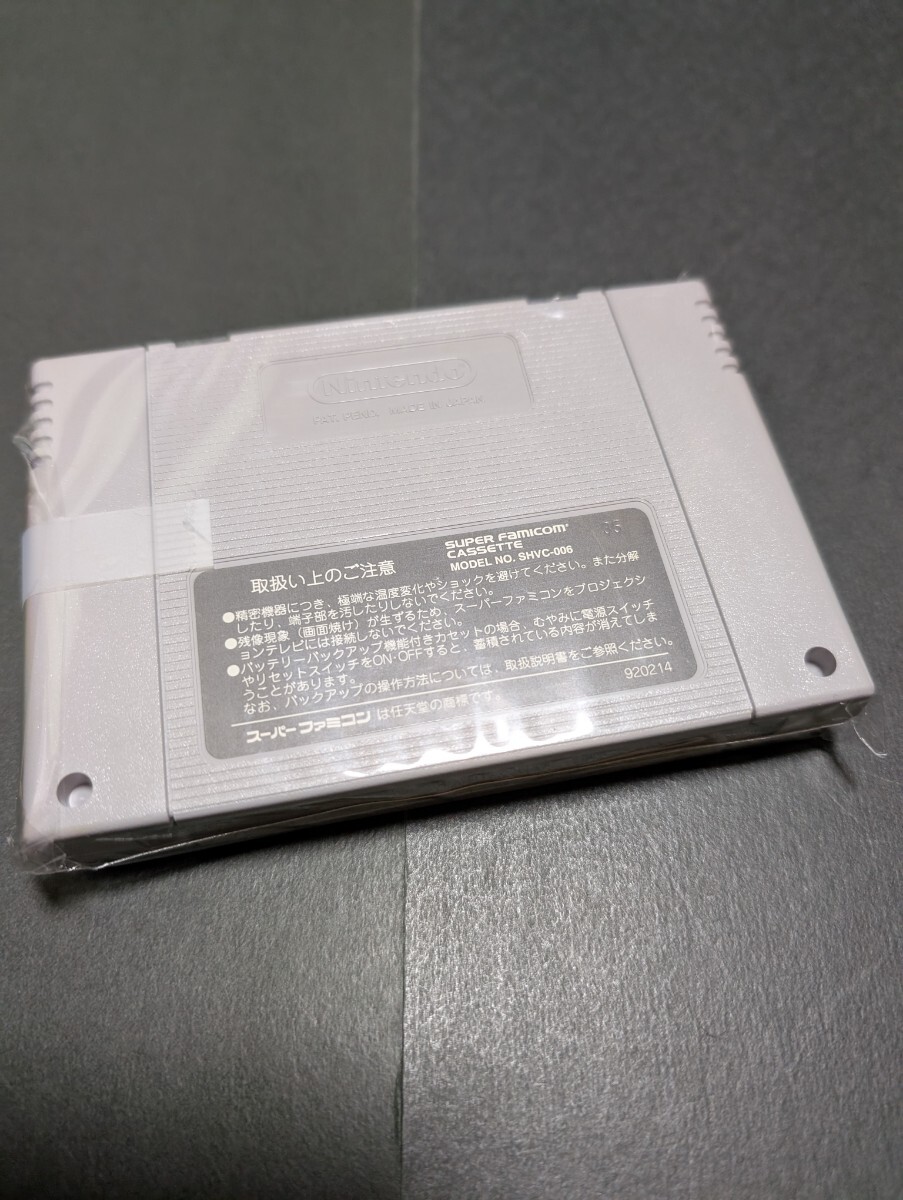 Nintendo
PAT. PEND. MADE IN JAPAN
取扱い上のご注意
SUPER FAMICOM
CASSETTE
MODEL NO. SHVC-006
●精密機器につき、極端な温度変化やショックを避けてください。また分解
したり、端子部を汚したりしないでください。
●残像現象(画面焼け)が生ずるため、スーパーファミコンをプロジェクシ
ョンテレビには接続しないでください。
●バッテリーバックアップ機能付きカセットの場合、むやみに電源スイッチ
やリセットスイッチをON・OFFすると、蓄積されている内容が消えてしま
うことがあります。
なお、バックアップの操作方法については、取扱説明書をご参照ください。
920214
スーパーファミコンは任天堂の商標です。